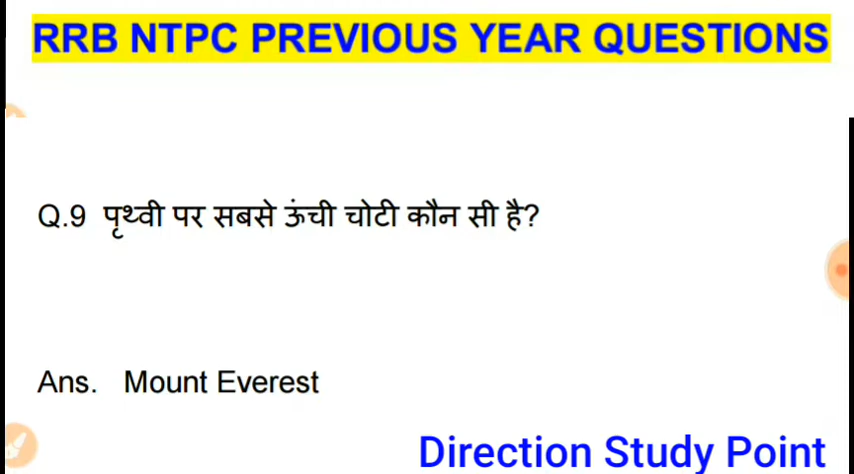 RRB NTPC PREVIOUS YEAR QUESTIONS
Q.9 पृथ्वी पर सबसे ऊंची चोटी कौन सी है?
Ans. Mount Everest
Direction Study Point